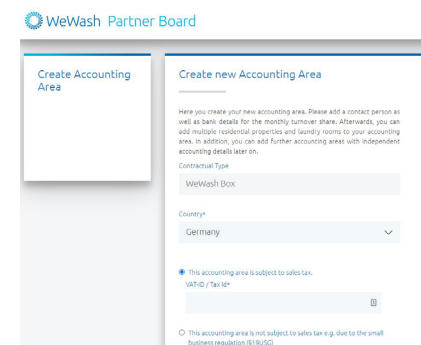 WeWash Partner Board
Create Accounting
Area
Create new Accounting Area
Here you create your new accounting area. Please add a contact person as
well as bank details for the monthly turnover share. Afterwards, you can
add multiple residential properties and laundry rooms to your accounting
area. In addition, you can add further accounting areas with independent
accounting details later on.
Contractual Type
WeWash Box
Country*
Germany
This accounting area is subject to sales tax.
VAT-ID / Tax Id*
This accounting area is not subject to sales tax e.g. due to the small
business regulation (§19USG)